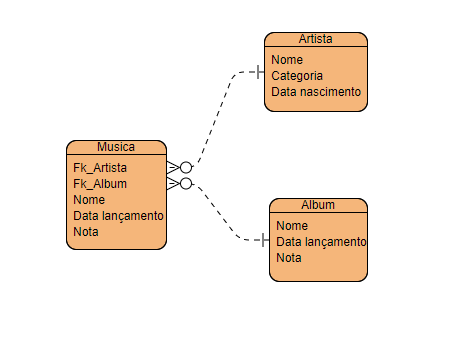 Artista
Nome
Categoria
Data nascimento
Musica
Fk_Artista
Fk_Album
Nome
Data lançamento
Nota
Album
Nome
Data lançamento
Nota